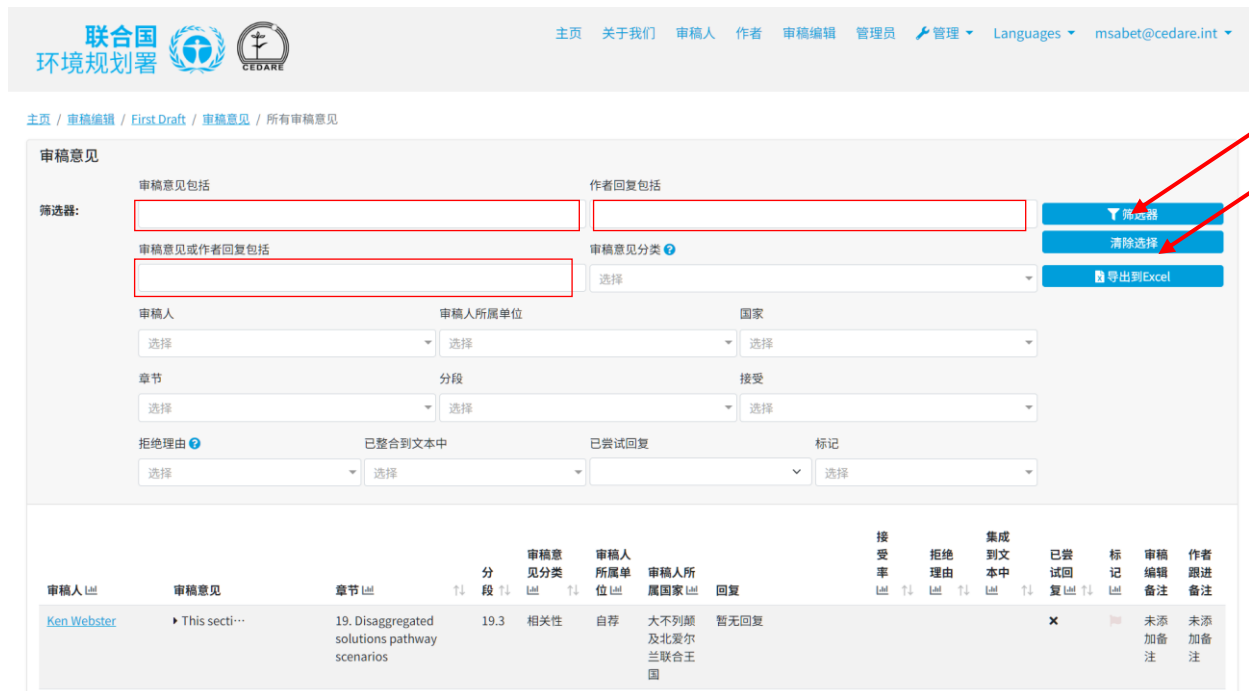 联合国
环境规划署
CEDARE
主页 关于我们 审稿人 作者 审稿编辑 管理员 管理 Languages msabet@cedare.int
主页 / 审稿编辑 / First Draft / 审稿意见 / 所有审稿意见
审稿意见
审稿意见包括 作者回复包括
筛选器:
筛选器
审稿意见或作者回复包括 审稿意见分类
清除选择
选择
导出到Excel
审稿人 审稿人所属单位 国家
选择 选择 选择
章节 分段 接受
选择 选择 选择
拒绝理由 已整合到文本中 已尝试回复 标记
选择 选择 选择
审稿人 审稿意见 章节 分段 审稿意见分类 审稿人所属单位 审稿人所属国家 回复 接受率 拒绝理由 集成到文本中 已尝试回复 标记 审稿编辑备注 作者跟进备注
Ken Webster This secti… 19. Disaggregated 19.3 相关性 自荐 大不列颠 暂无回复 未添 未添
solutions pathway 及北爱尔 加备 加备
scenarios 兰联合王 注 注
国